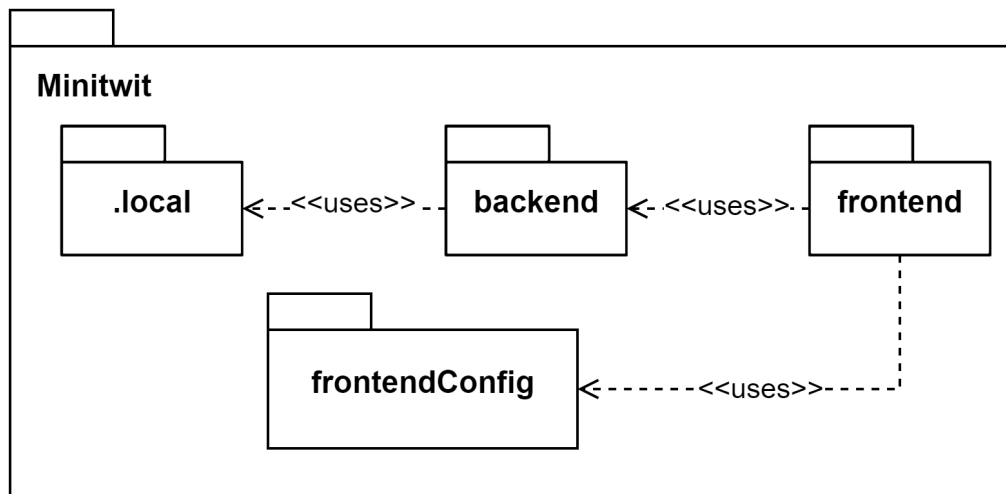 Minitwit
.local
<<uses>>
backend
<<uses>>
frontend
frontendConfig
<<uses>>